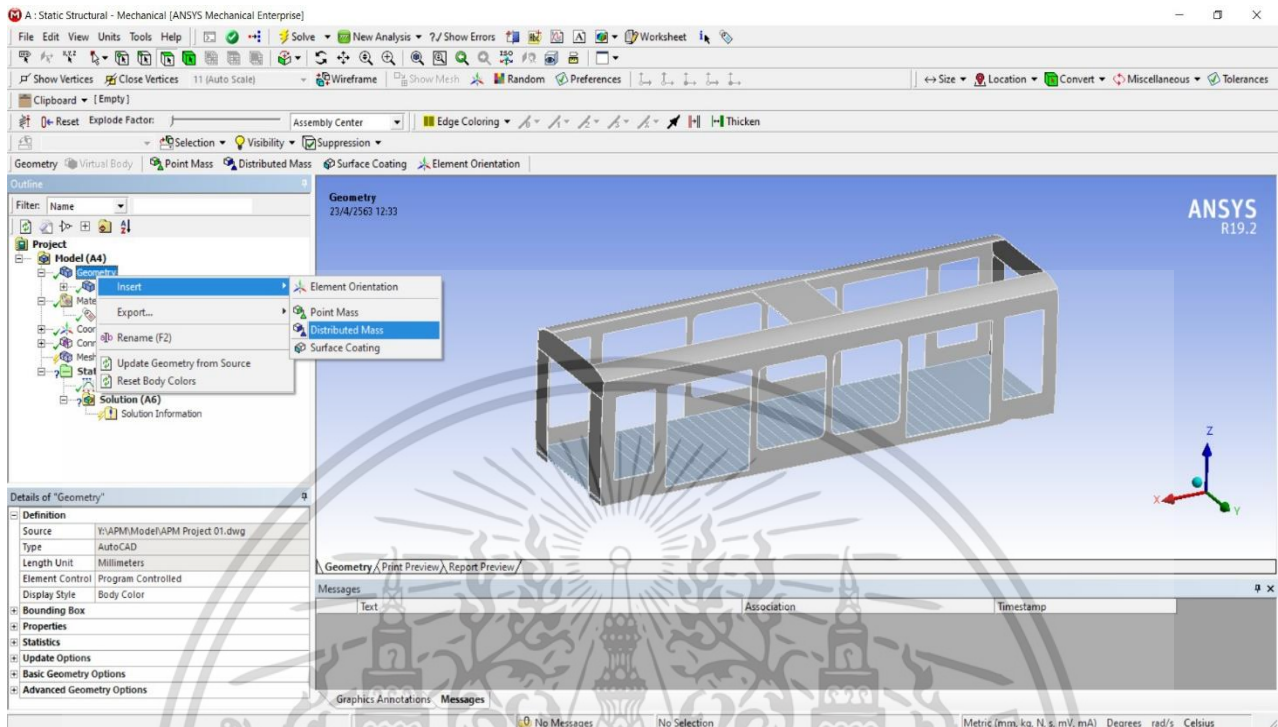 A : Static Structural - Mechanical [ANSYS Mechanical Enterprise]
File Edit View Units Tools Help Solve New Analysis ?/ Show Errors Worksheet
Show Vertices Close Vertices 11 (Auto Scale) Wireframe Show Mesh Random Preferences Size Location Convert Miscellaneous Tolerances
Clipboard [Empty]
Reset Explode Factor: Assembly Center Edge Coloring Thicken
Selection Visibility Suppression
Geometry Virtual Body Point Mass Distributed Mass Surface Coating Element Orientation
Outline
Filter: Name
Project
Model (A4)
Geometry
Mate
Coor
Conr
Mesh
Stat
Solution (A6)
Solution Information
Insert
Export...
Rename (F2)
Update Geometry from Source
Reset Body Colors
Element Orientation
Point Mass
Distributed Mass
Surface Coating
Geometry
23/4/2563 12:33
ANSYS
R19.2
Z
X
Y
Details of "Geometry"
Definition
Source Y:\APM\Model\APM Project 01.dwg
Type AutoCAD
Length Unit Millimeters
Element Control Program Controlled
Display Style Body Color
Bounding Box
Properties
Statistics
Update Options
Basic Geometry Options
Advanced Geometry Options
Geometry Print Preview Report Preview
Messages
Text Association Timestamp
Graphics Annotations Messages
No Messages No Selection Metric (mm, kg, N, s, mV, mA) Degrees rad/s Celsius